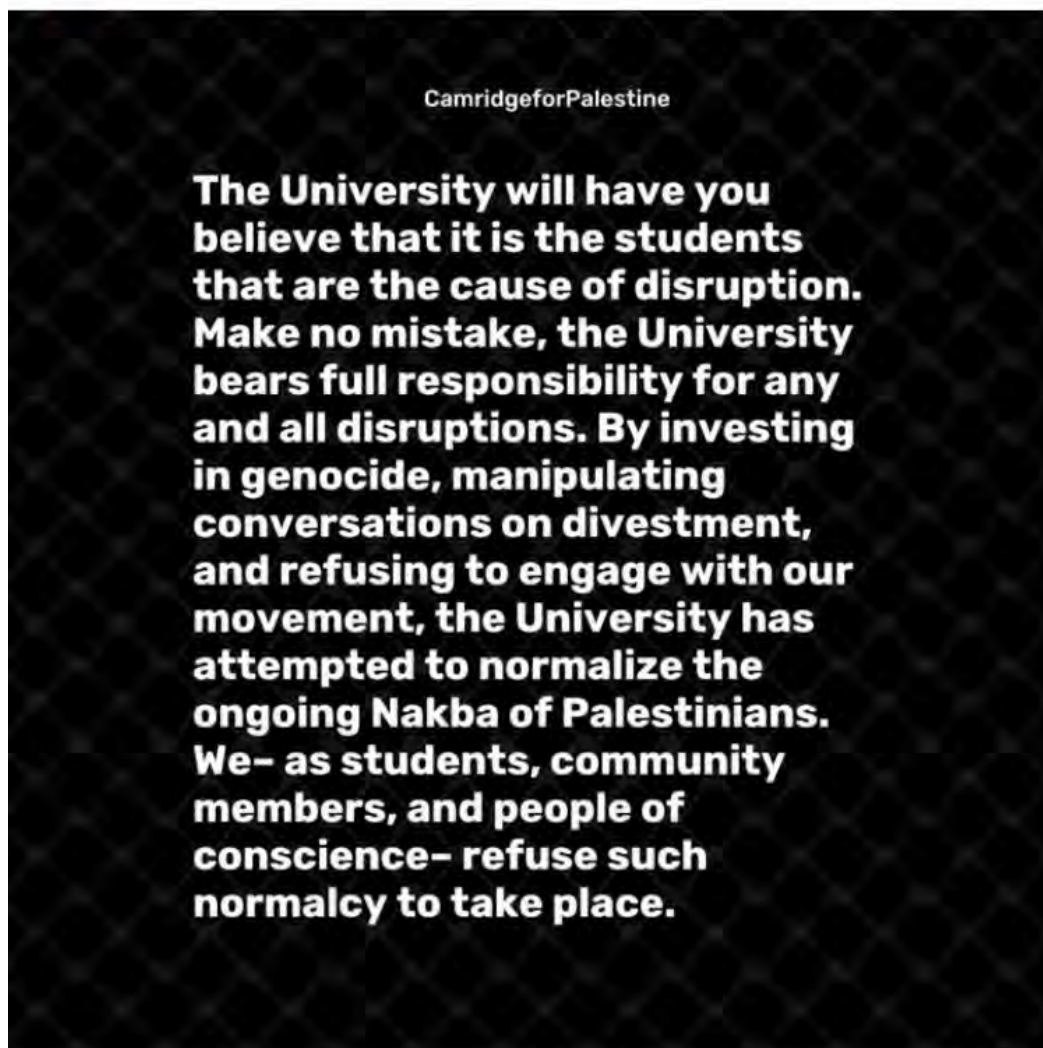 CamridgeforPalestine
The University will have you
believe that it is the students
that are the cause of disruption.
Make no mistake, the University
bears full responsibility for any
and all disruptions. By investing
in genocide, manipulating
conversations on divestment,
and refusing to engage with our
movement, the University has
attempted to normalize the
ongoing Nakba of Palestinians.
We– as students, community
members, and people of
conscience– refuse such
normalcy to take place.